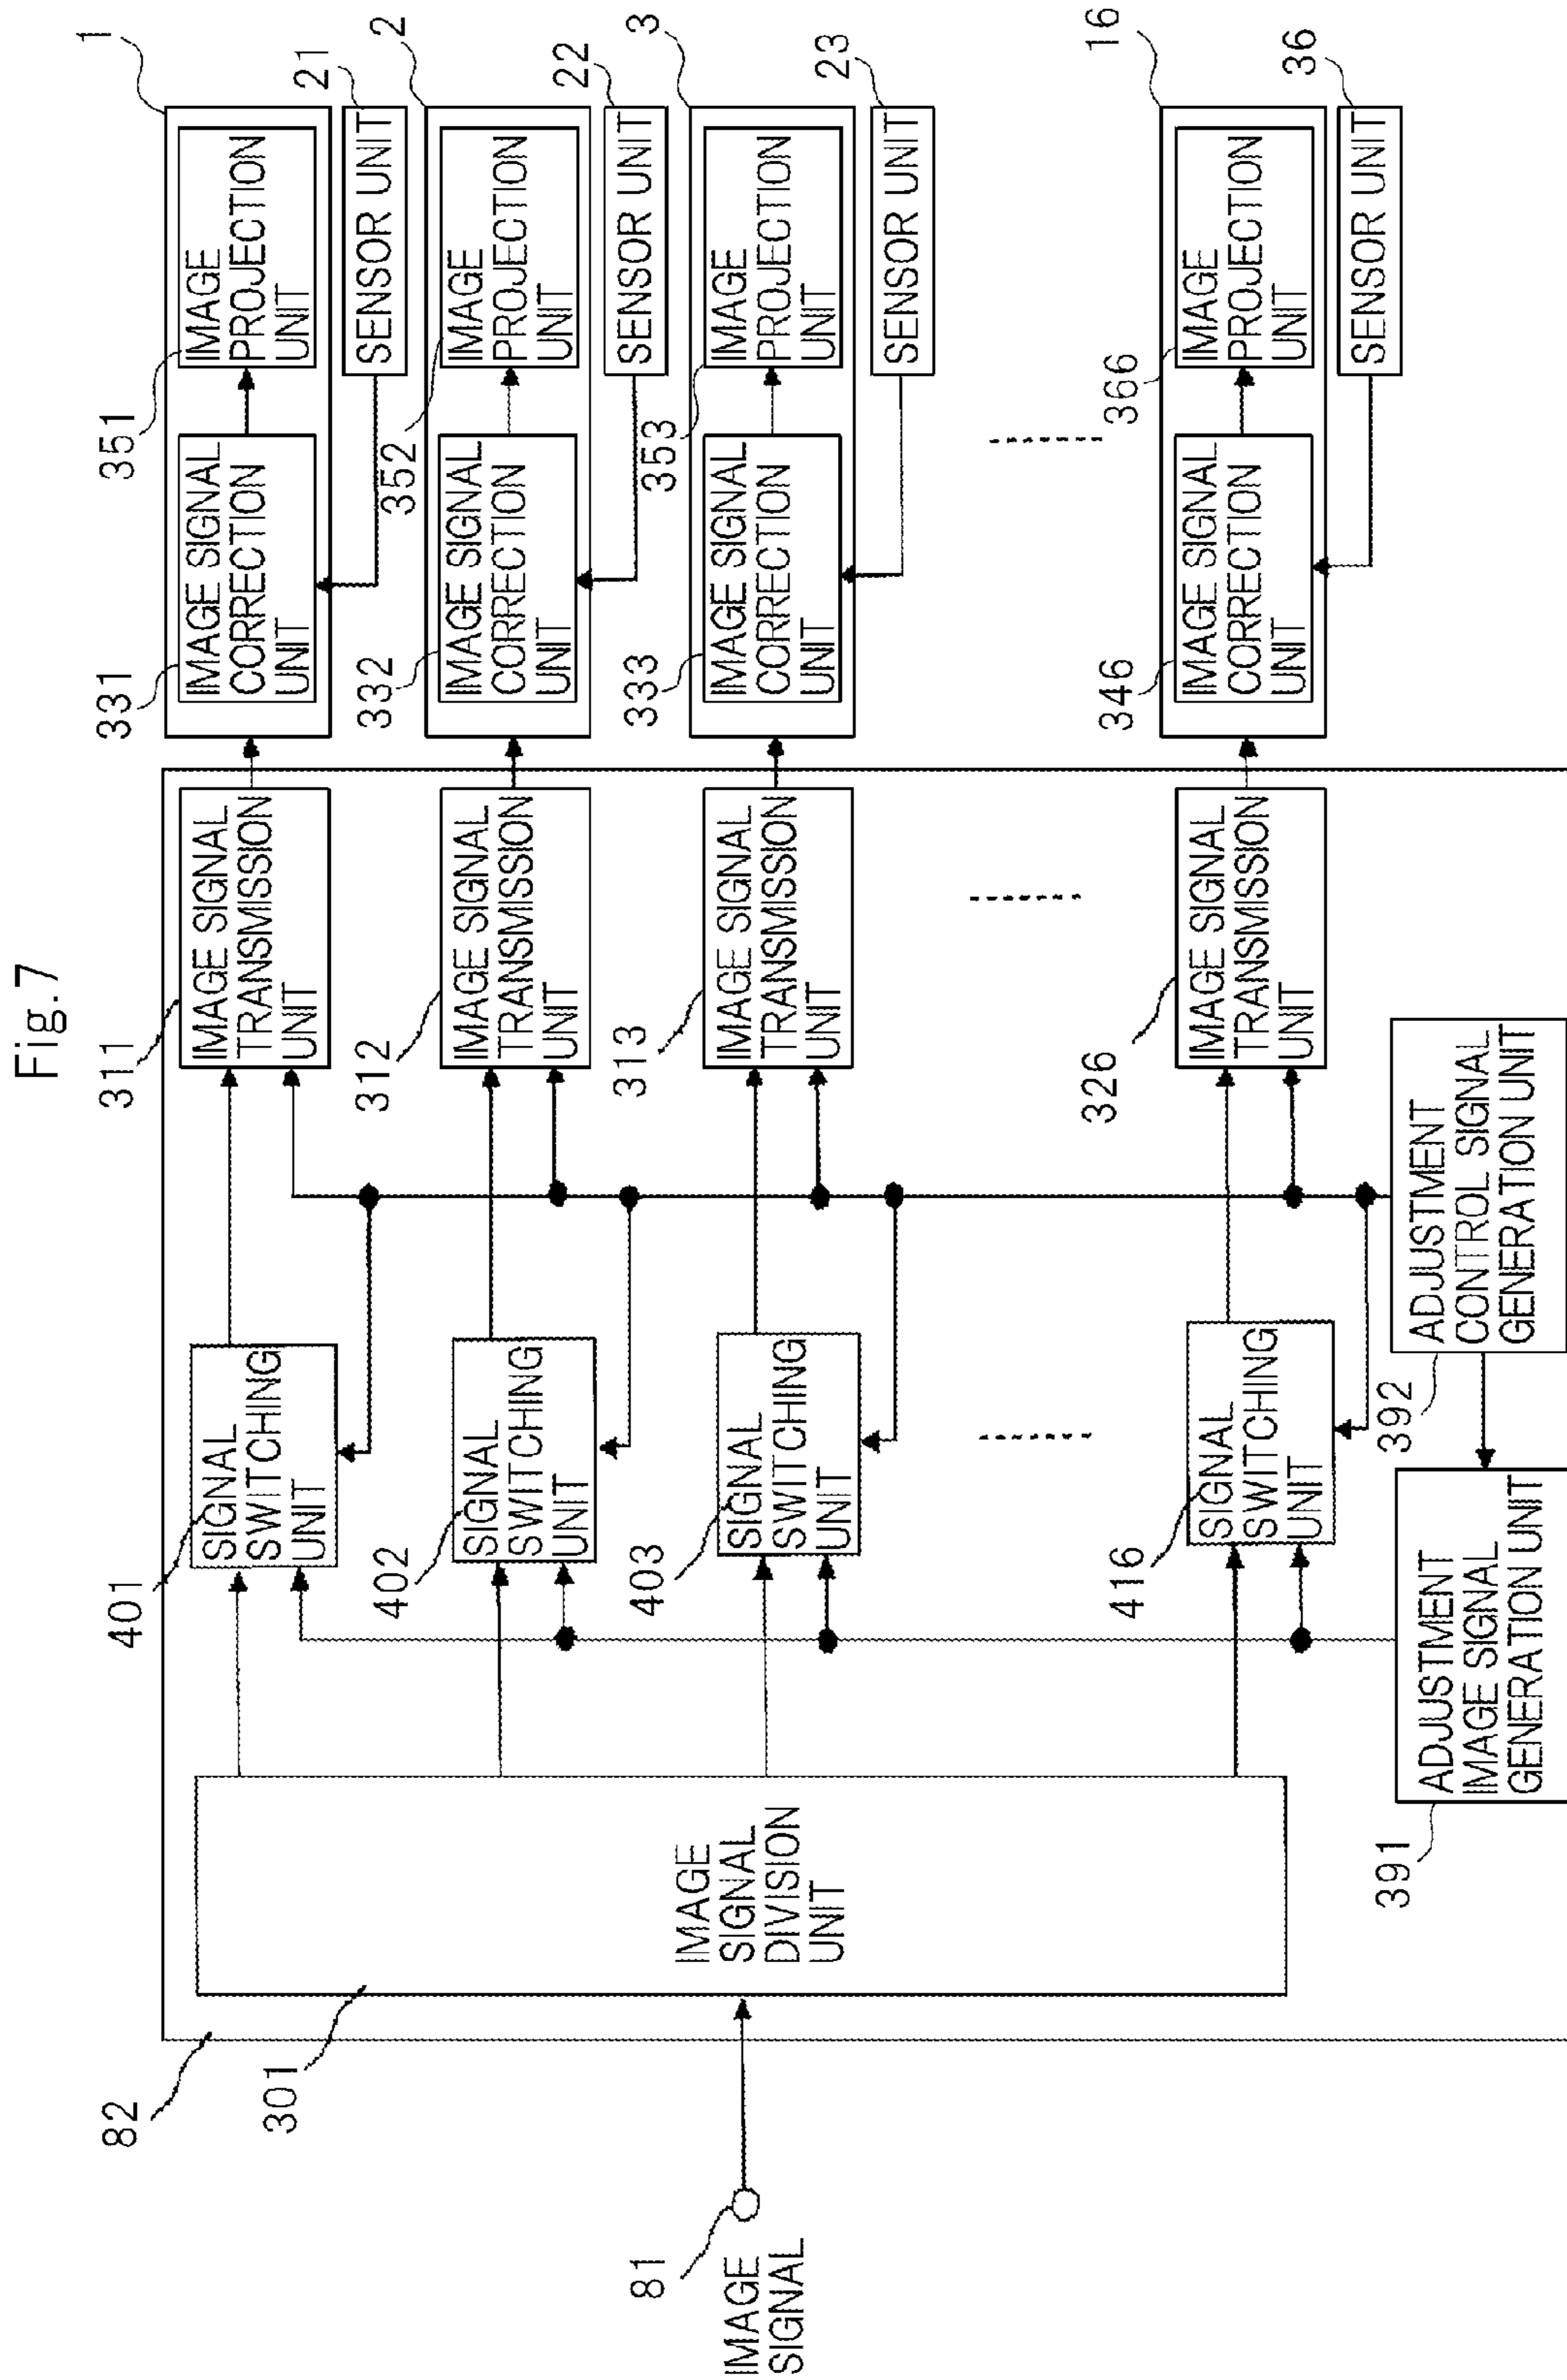 Fig.7
1
351
IMAGE
PROJECTION
UNIT
331
IMAGE SIGNAL
CORRECTION
UNIT
21
SENSOR UNIT
311
IMAGE SIGNAL
TRANSMISSION
UNIT
401
SIGNAL
SWITCHING
UNIT
2
352
IMAGE
PROJECTION
UNIT
332
IMAGE SIGNAL
CORRECTION
UNIT
22
SENSOR UNIT
312
IMAGE SIGNAL
TRANSMISSION
UNIT
402
SIGNAL
SWITCHING
UNIT
3
353
IMAGE
PROJECTION
UNIT
333
IMAGE SIGNAL
CORRECTION
UNIT
23
SENSOR UNIT
313
IMAGE SIGNAL
TRANSMISSION
UNIT
403
SIGNAL
SWITCHING
UNIT
16
366
IMAGE
PROJECTION
UNIT
346
IMAGE SIGNAL
CORRECTION
UNIT
36
SENSOR UNIT
326
IMAGE SIGNAL
TRANSMISSION
UNIT
416
SIGNAL
SWITCHING
UNIT
392
ADJUSTMENT
CONTROL SIGNAL
GENERATION UNIT
391
ADJUSTMENT
IMAGE SIGNAL
GENERATION UNIT
82
301
IMAGE
SIGNAL
DIVISION
UNIT
81
IMAGE
SIGNAL